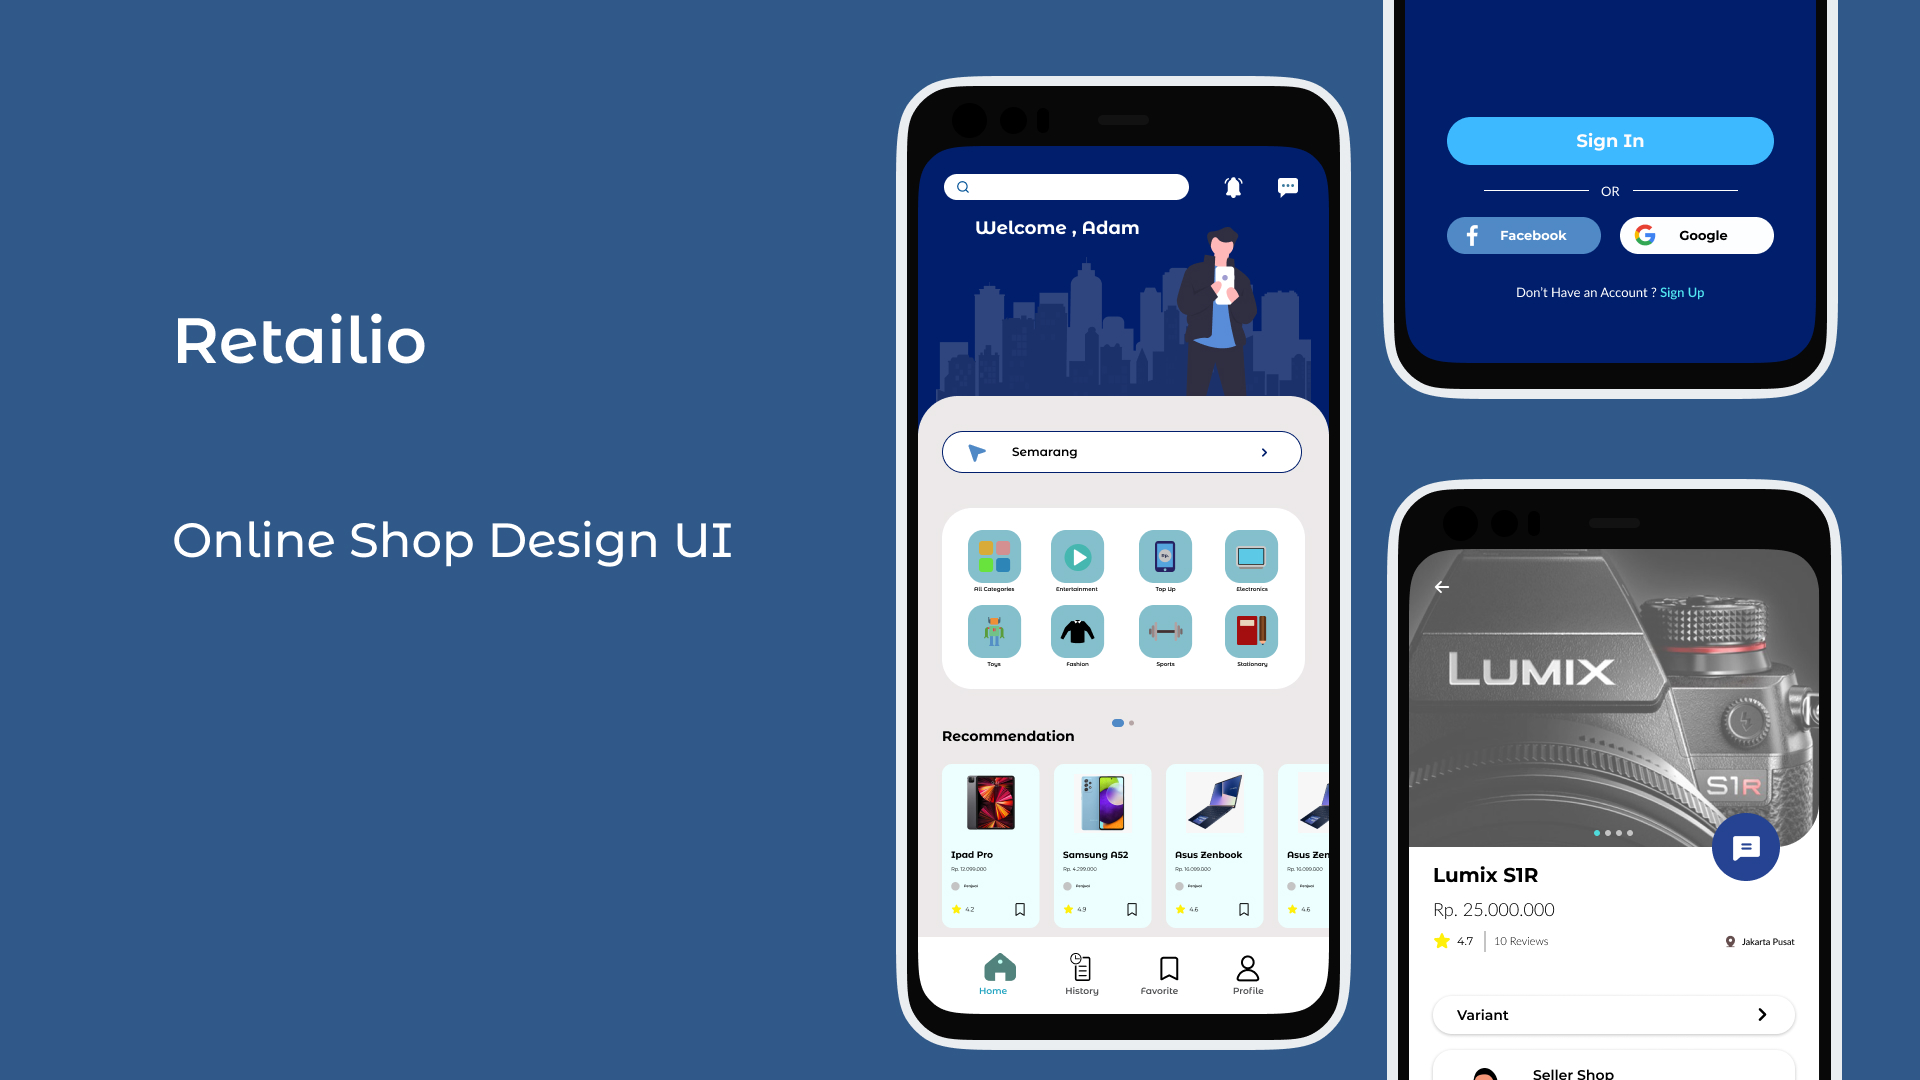 Retailio
Online Shop Design UI
Welcome , Adam
Semarang
All Categories
Entertainment
Top Up
Electronics
Toys
Fashion
Sports
Stationary
Recommendation
Ipad Pro
Rp. 12.099.000
Penjual
4.2
Samsung A52
Rp. 4.299.000
Penjual
4.9
Asus Zenbook
Rp. 16.099.000
Penjual
4.6
Asus Zen
Rp. 16.099.000
Penjual
4.6
Home
History
Favorite
Profile
Sign In
OR
Facebook
Google
Don't Have an Account ? Sign Up
LUMIX
S1R
Lumix S1R
Rp. 25.000.000
4.7
10 Reviews
Jakarta Pusat
Variant
Seller Shop